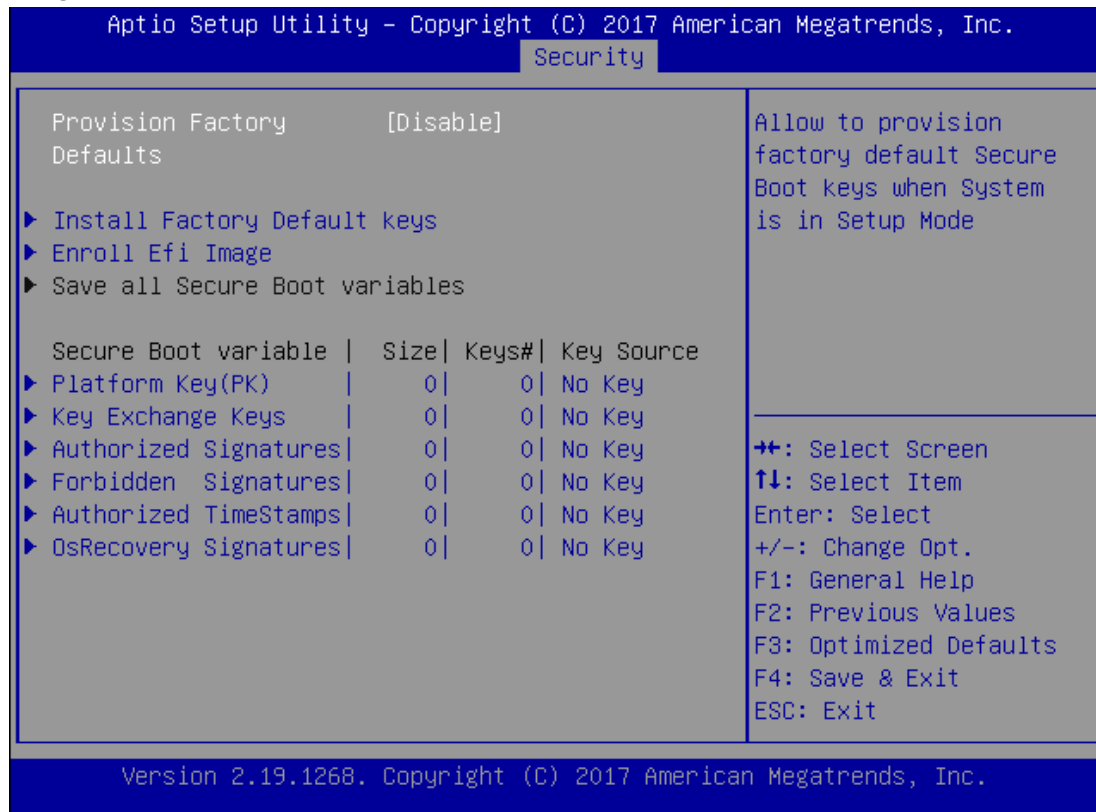 Aptio Setup Utility – Copyright (C) 2017 American Megatrends, Inc.
Security
Provision Factory [Disable]
Defaults
Install Factory Default keys
Enroll Efi Image
Save all Secure Boot variables
Secure Boot variable | Size| Keys#| Key Source
Platform Key(PK) | 0| 0| No Key
Key Exchange Keys | 0| 0| No Key
Authorized Signatures| 0| 0| No Key
Forbidden Signatures| 0| 0| No Key
Authorized TimeStamps| 0| 0| No Key
OsRecovery Signatures| 0| 0| No Key
Allow to provision
factory default Secure
Boot keys when System
is in Setup Mode
→←: Select Screen
↑↓: Select Item
Enter: Select
+/-: Change Opt.
F1: General Help
F2: Previous Values
F3: Optimized Defaults
F4: Save & Exit
ESC: Exit
Version 2.19.1268. Copyright (C) 2017 American Megatrends, Inc.